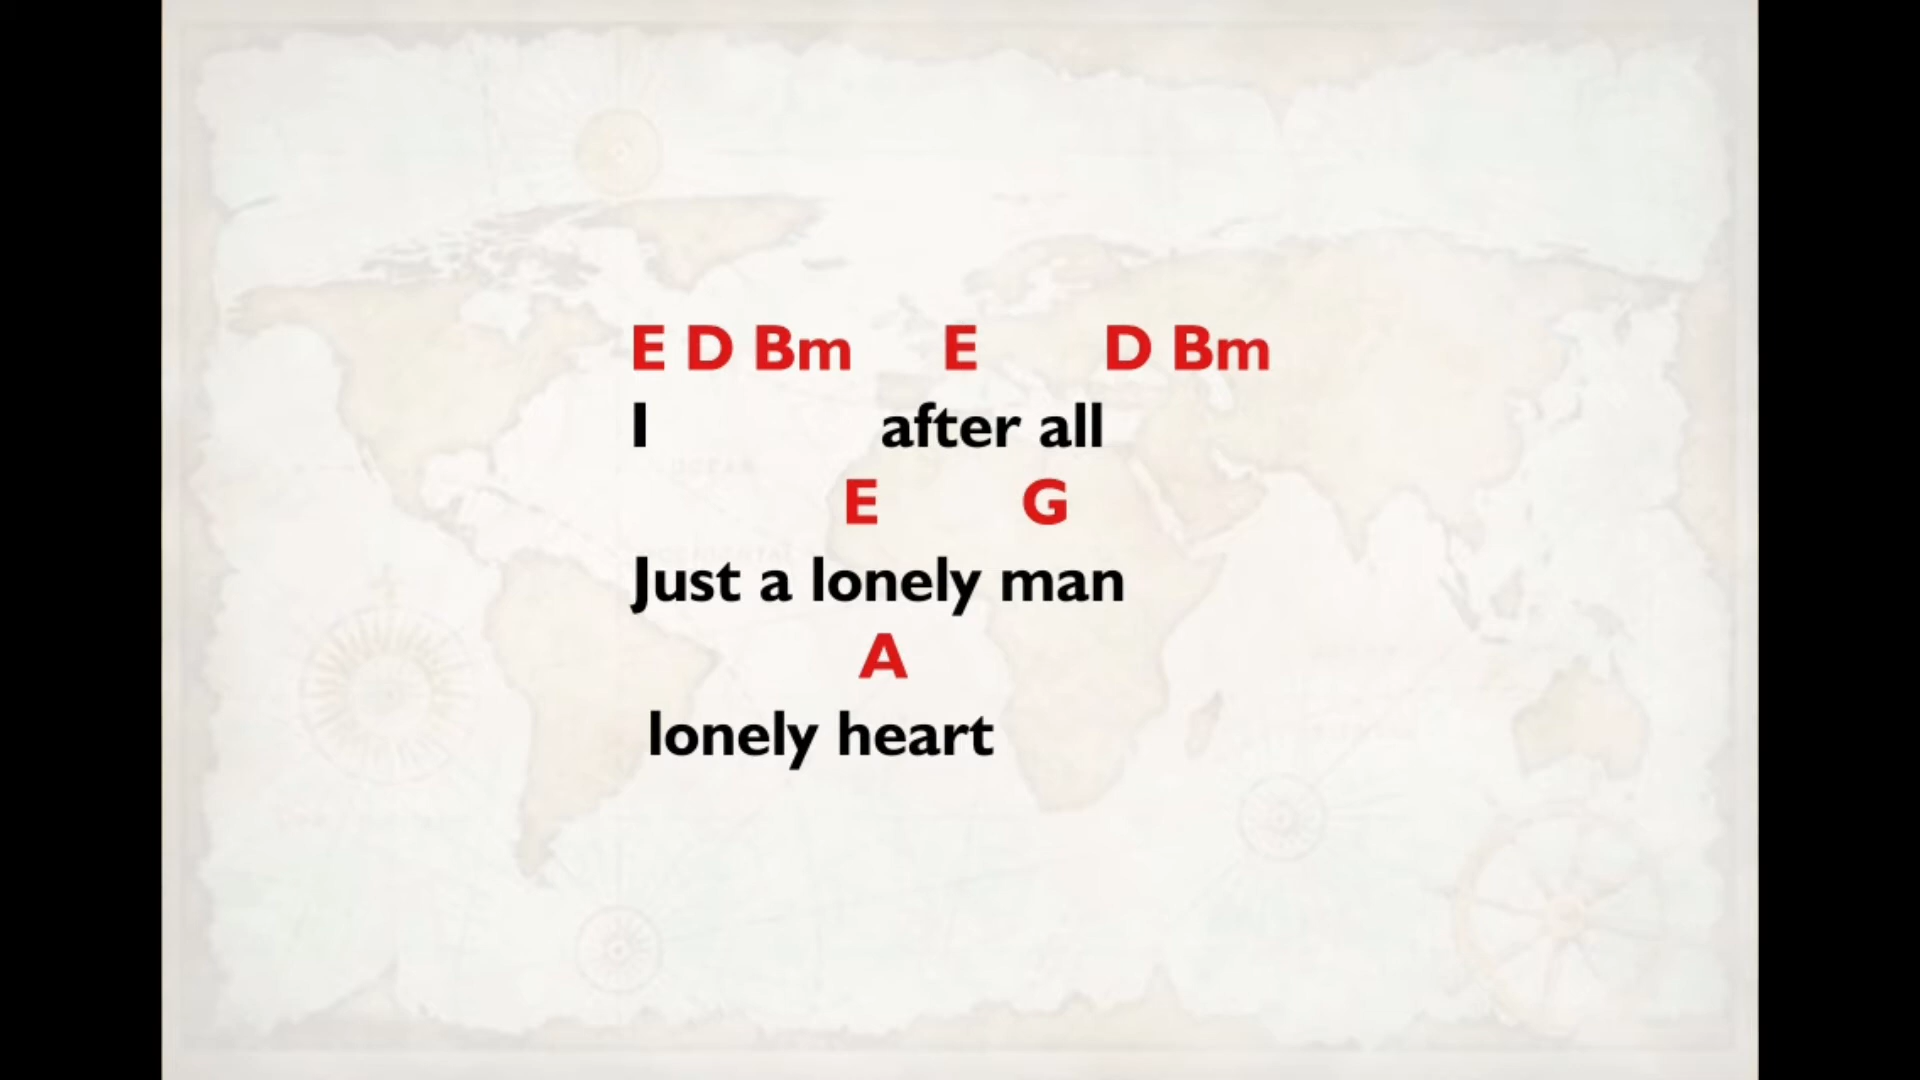 E D Bm E D Bm
I after all
E G
Just a lonely man
A
lonely heart